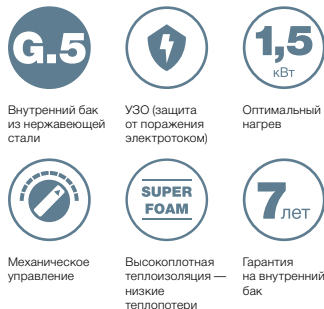 G.5
Внутренний бак
из нержавеющей
стали
УЗО (защита
от поражения
электротоком)
1,5
кВт
Оптимальный
нагрев
Механическое
управление
SUPER
FOAM
Высокоплотная
теплоизоляция —
низкие
теплопотери
7 лет
Гарантия
на внутренний
бак